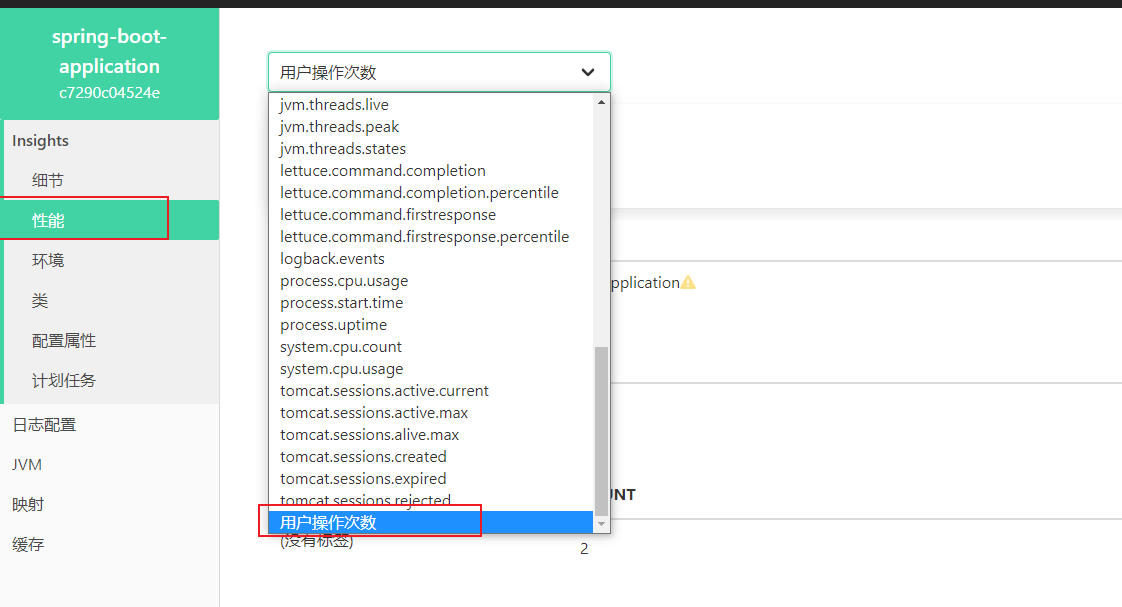 spring-boot-
application
c7290c04524e
Insights
细节
性能
环境
类
配置属性
计划任务
日志配置
JVM
映射
缓存
用户操作次数
jvm.threads.live
jvm.threads.peak
jvm.threads.states
lettuce.command.completion
lettuce.command.completion.percentile
lettuce.command.firstresponse
lettuce.command.firstresponse.percentile
logback.events
process.cpu.usage
process.start.time
process.uptime
system.cpu.count
system.cpu.usage
tomcat.sessions.active.current
tomcat.sessions.active.max
tomcat.sessions.alive.max
tomcat.sessions.created
tomcat.sessions.expired
tomcat.sessions.rejected
用户操作次数
pplication
UNT
(没有标签)
2